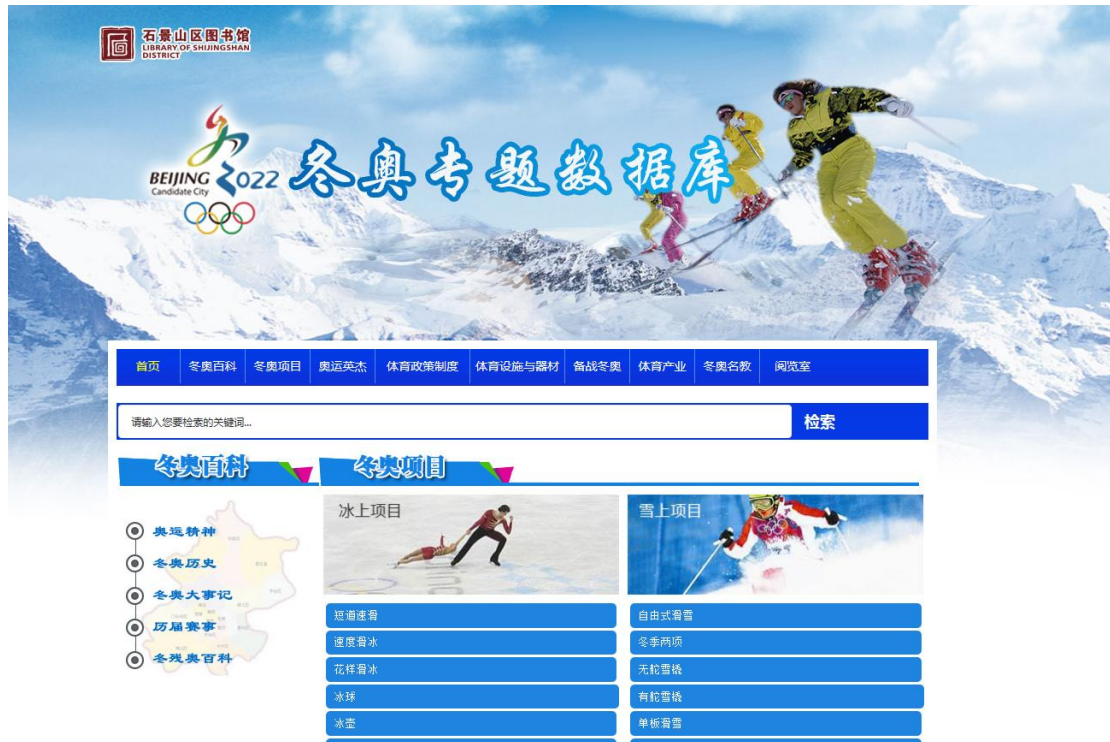 石景山区图书馆
LIBRARY OF SHIJINGSHAN
DISTRICT
BEIJING 2022
Candidate City
冬奥专题数据库
首页 冬奥百科 冬奥项目 奥运英杰 体育政策制度 体育设施与器材 备战冬奥 体育产业 冬奥名教 阅览室
请输入您要检索的关键词... 检索
冬奥百科 冬奥项目
冰上项目 雪上项目
奥运精神
冬奥历史
冬奥大事记
历届赛事
冬残奥百科
短道速滑
速度滑冰
花样滑冰
冰球
冰壶
自由式滑雪
冬季两项
无舵雪橇
有舵雪橇
单板滑雪